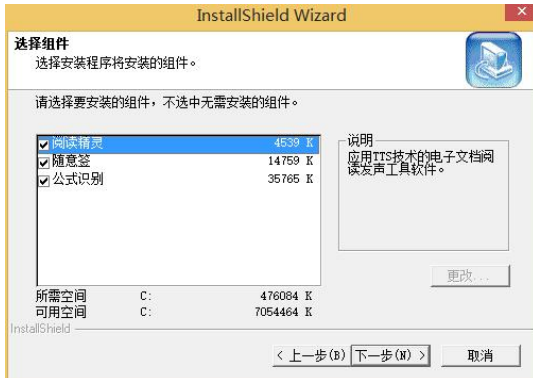 InstallShield Wizard
选择组件
选择安装程序将安装的组件。
请选择要安装的组件，不选中无需安装的组件。
阅读精灵 4539 K
随意签 14759 K
公式识别 35765 K
说明
应用TTS技术的电子文档阅
读发声工具软件。
更改...
所需空间 C: 476084 K
可用空间 C: 7054464 K
InstallShield
< 上一步(B) 下一步(N) > 取消